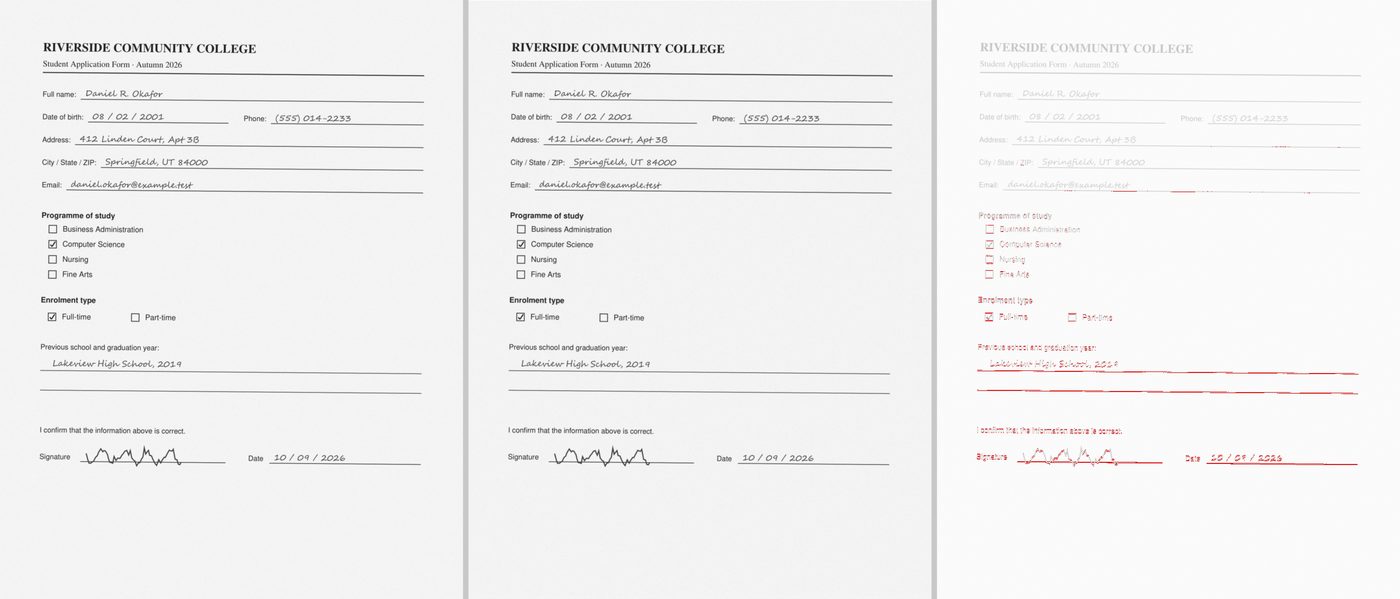 RIVERSIDE COMMUNITY COLLEGE
Student Application Form · Autumn 2026
Full name: Daniel R. Okafor
Date of birth: 08 / 02 / 2001 Phone: (555) 014-2233
Address: 412 Linden Court, Apt 3B
City / State / ZIP: Springfield, UT 84000
Email: daniel.okafor@example.test
Programme of study
Business Administration
Computer Science
Nursing
Fine Arts
Enrolment type
Full-time Part-time
Previous school and graduation year:
Lakeview High School, 2019
I confirm that the information above is correct.
Signature Date 10 / 09 / 2026
RIVERSIDE COMMUNITY COLLEGE
Student Application Form · Autumn 2026
Full name: Daniel R. Okafor
Date of birth: 08 / 02 / 2001 Phone: (555) 014-2233
Address: 412 Linden Court, Apt 3B
City / State / ZIP: Springfield, UT 84000
Email: daniel.okafor@example.test
Programme of study
Business Administration
Computer Science
Nursing
Fine Arts
Enrolment type
Full-time Part-time
Previous school and graduation year:
Lakeview High School, 2019
I confirm that the information above is correct.
Signature Date 10 / 09 / 2026
RIVERSIDE COMMUNITY COLLEGE
Student Application Form · Autumn 2026
Full name: Daniel R. Okafor
Date of birth: 08 / 02 / 2001 Phone: (555) 014-2233
Address: 412 Linden Court, Apt 3B
City / State / ZIP: Springfield, UT 84000
Email: daniel.okafor@example.test
Programme of study
Business Administration
Computer Science
Nursing
Fine Arts
Enrolment type
Full-time Part-time
Previous school and graduation year:
Lakeview High School, 2019
I confirm that the information above is correct.
Signature Date 10 / 09 / 2026